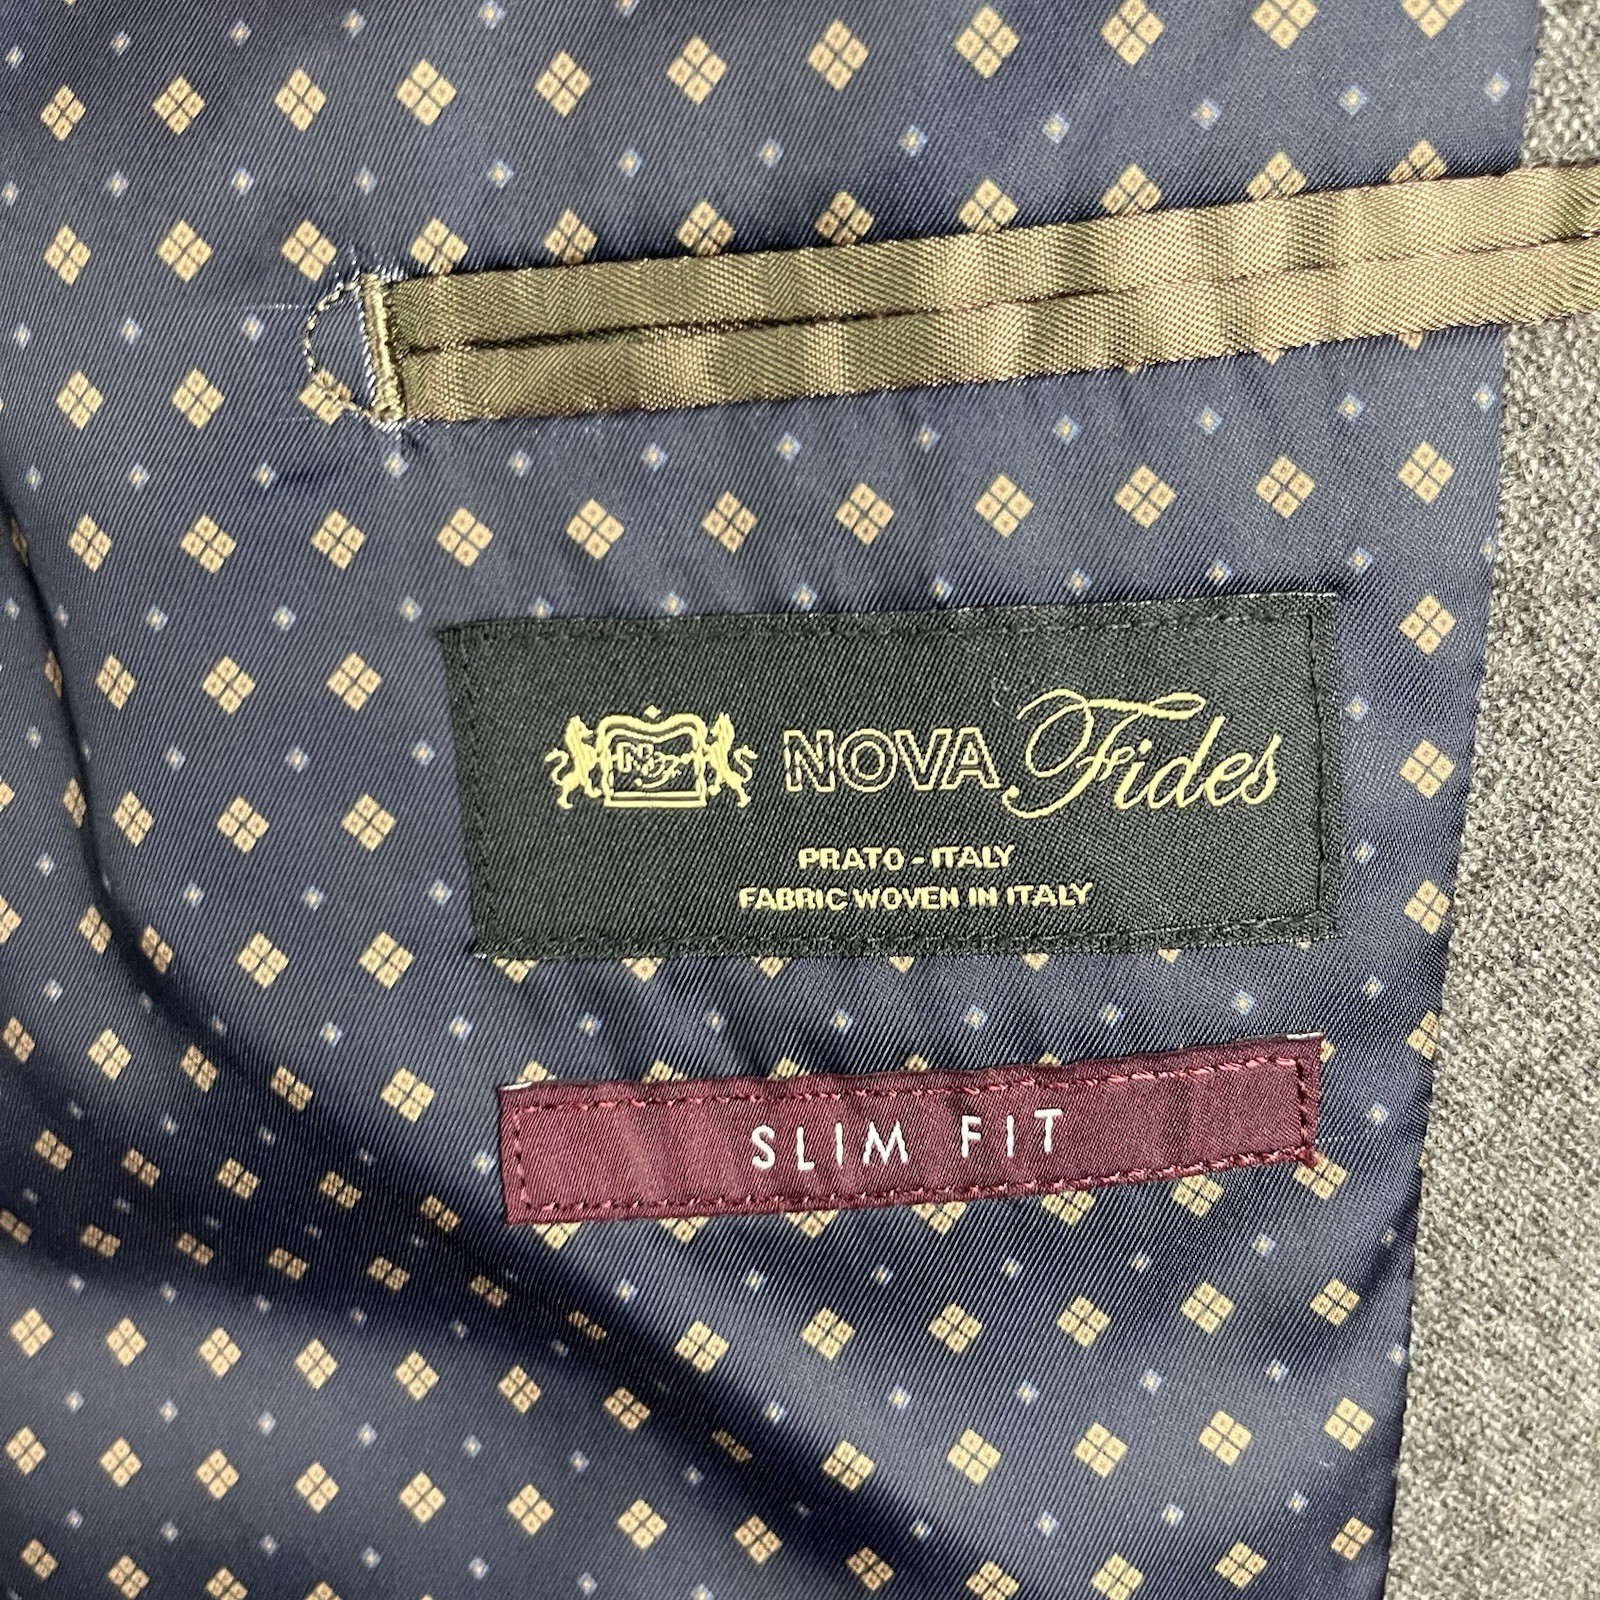 NOVA Fides
PRATO - ITALY
FABRIC WOVEN IN ITALY
SLIM FIT